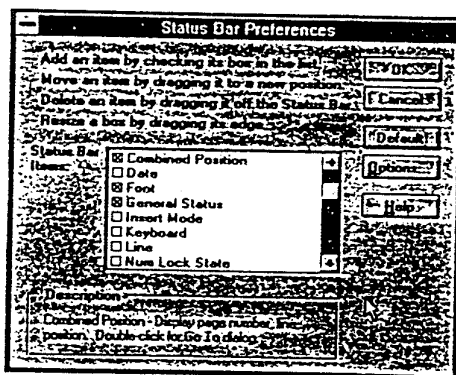 Status Bar Preferences
Add an item by checking its box in the list.
Move an item by dragging it to a new position.
Delete an item by dragging it off the Status Bar.
Resize a box by dragging its edge.
OK
Cancel
Default
Options...
Help
Status Bar
Items:
Combined Position
Date
Font
General Status
Insert Mode
Keyboard
Line
Num Lock State
Description
Combined Position - Display page number, line,
position. Double-click for Go To dialog.